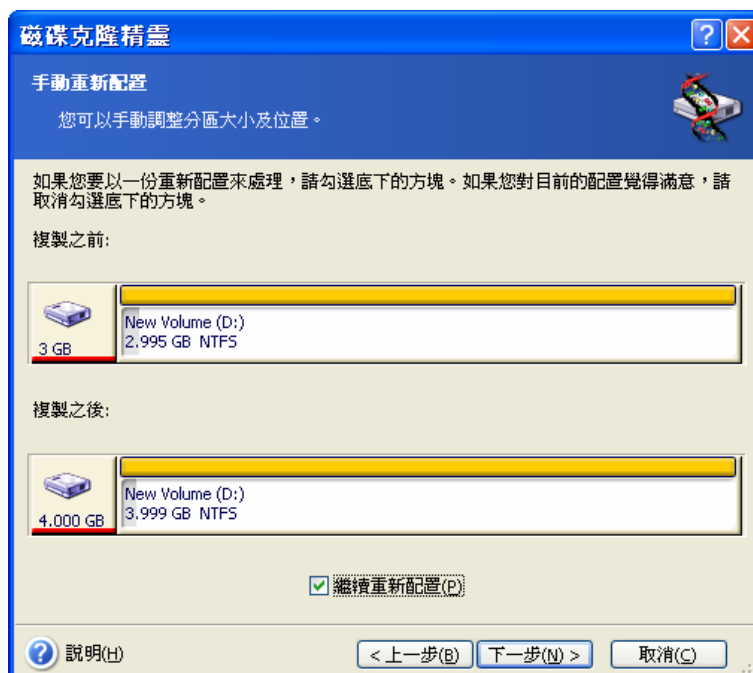 磁碟克隆精靈
手動重新配置
您可以手動調整分區大小及位置。
如果您要以一份重新配置來處理，請勾選底下的方塊。如果您對目前的配置覺得滿意，請
取消勾選底下的方塊。
複製之前:
New Volume (D:)
3 GB
2.995 GB NTFS
複製之後:
New Volume (D:)
4.000 GB
3.999 GB NTFS
繼續重新配置(P)
說明(H)
< 上一步(B)
下一步(N) >
取消(C)